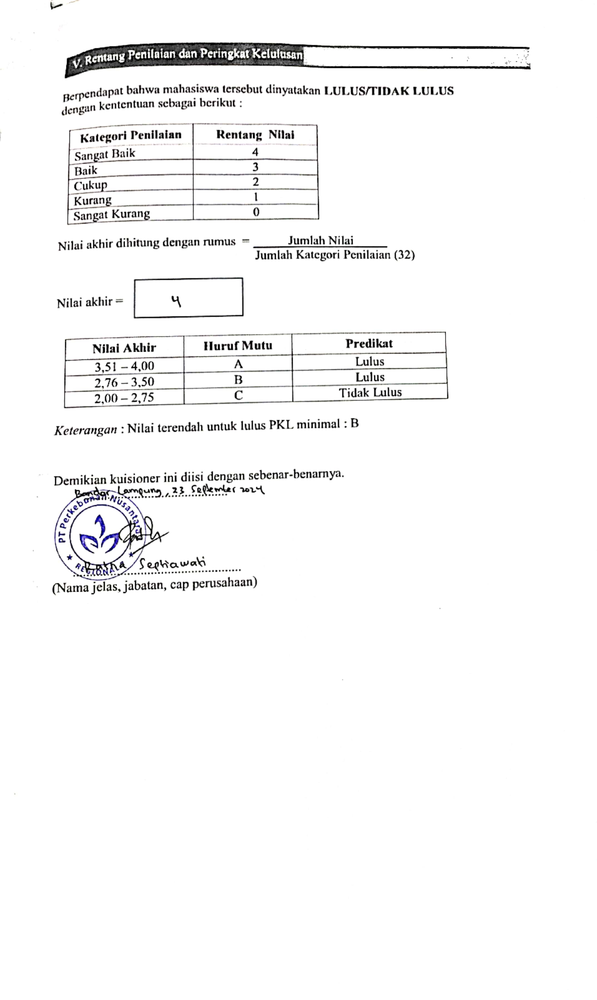 V. Rentang Penilaian dan Peringkat Kelulusan
Berpendapat bahwa mahasiswa tersebut dinyatakan LULUS/TIDAK LULUS
dengan kententuan sebagai berikut :
Kategori Penilaian Rentang Nilai
Sangat Baik 4
Baik 3
Cukup 2
Kurang 1
Sangat Kurang 0
Nilai akhir dihitung dengan rumus = Jumlah Nilai
Jumlah Kategori Penilaian (32)
Nilai akhir = 4
Nilai Akhir Huruf Mutu Predikat
3,51 – 4,00 A Lulus
2,76 – 3,50 B Lulus
2,00 – 2,75 C Tidak Lulus
Keterangan : Nilai terendah untuk lulus PKL minimal : B
Demikian kuisioner ini diisi dengan sebenar-benarnya.
Bandar Lampung, 23 September 2024
PT Perkebunan Nusantara
REGIONAL
Ratna Septiawati
(Nama jelas, jabatan, cap perusahaan)